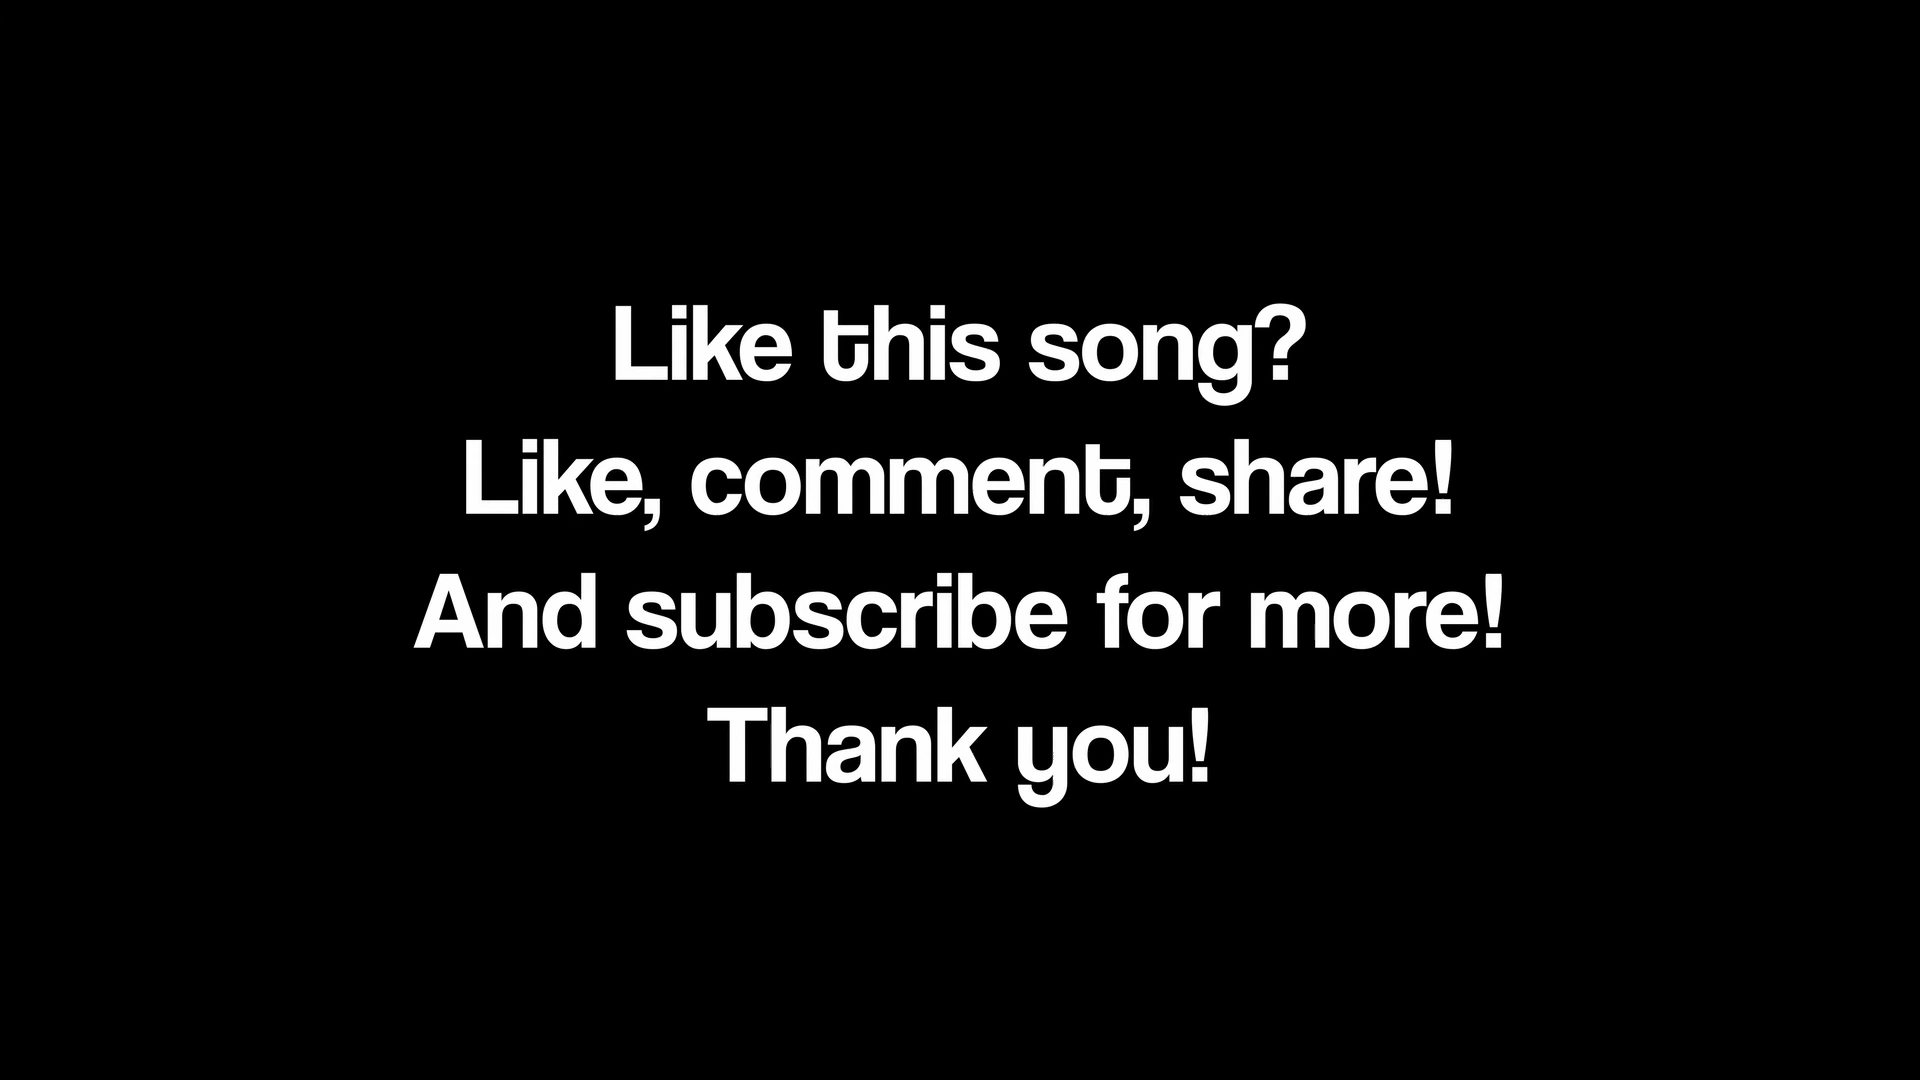 Like this song?
Like, comment, share!
And subscribe for more!
Thank you!